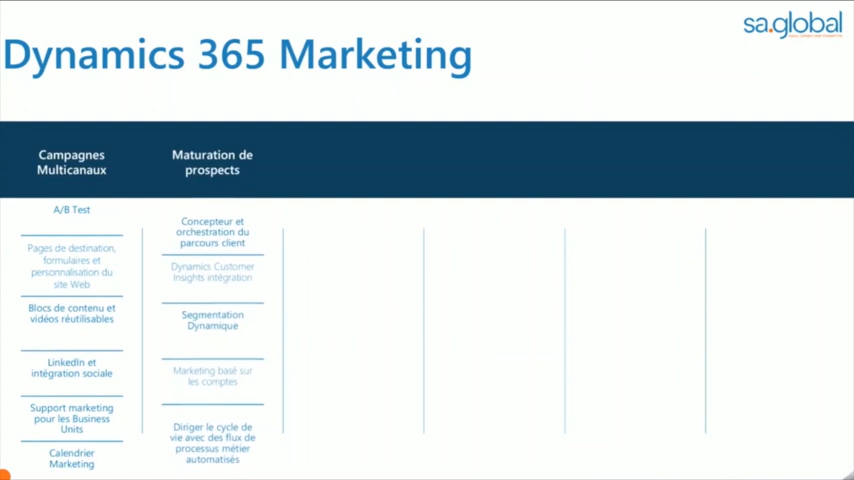 sa.global
Dynamics 365 Marketing
Campagnes
Multicanaux
Maturation de
prospects
A/B Test
Pages de destination,
formulaires et
personnalisation du
site Web
Blocs de contenu et
vidéos réutilisables
LinkedIn et
intégration sociale
Support marketing
pour les Business
Units
Calendrier
Marketing
Concepteur et
orchestration du
parcours client
Dynamics Customer
Insights intégration
Segmentation
Dynamique
Marketing basé sur
les comptes
Diriger le cycle de
vie avec des flux de
processus métier
automatisés